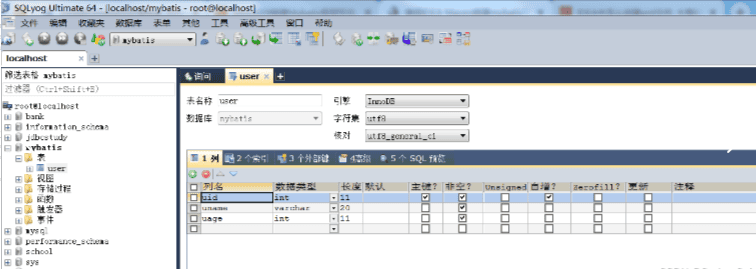 SQLyog Ultimate 64 - [localhost/mybatis - root@localhost]
文件 编辑 收藏夹 数据库 表单 其他 工具 高级工具 窗口 帮助
mybatis
localhost
筛选表格 mybatis
过滤器 (Ctrl+Shift+B)
root@localhost
bank
information_schema
jdbcstudy
mybatis
表
user
视图
存储过程
函数
触发器
事件
mysql
performance_schema
school
sys
询问 user
表名称 user 引擎 InnoDB
数据库 mybatis 字符集 utf8
核对 utf8_general_ci
1 列 2 个索引 3 个外部键 4 高级 5 个 SQL 预览
列名 数据类型 长度 默认 主键? 非空? Unsigned 自增? Zerofill? 更新 注释
uid int 11
uname varchar 20
uage int 11